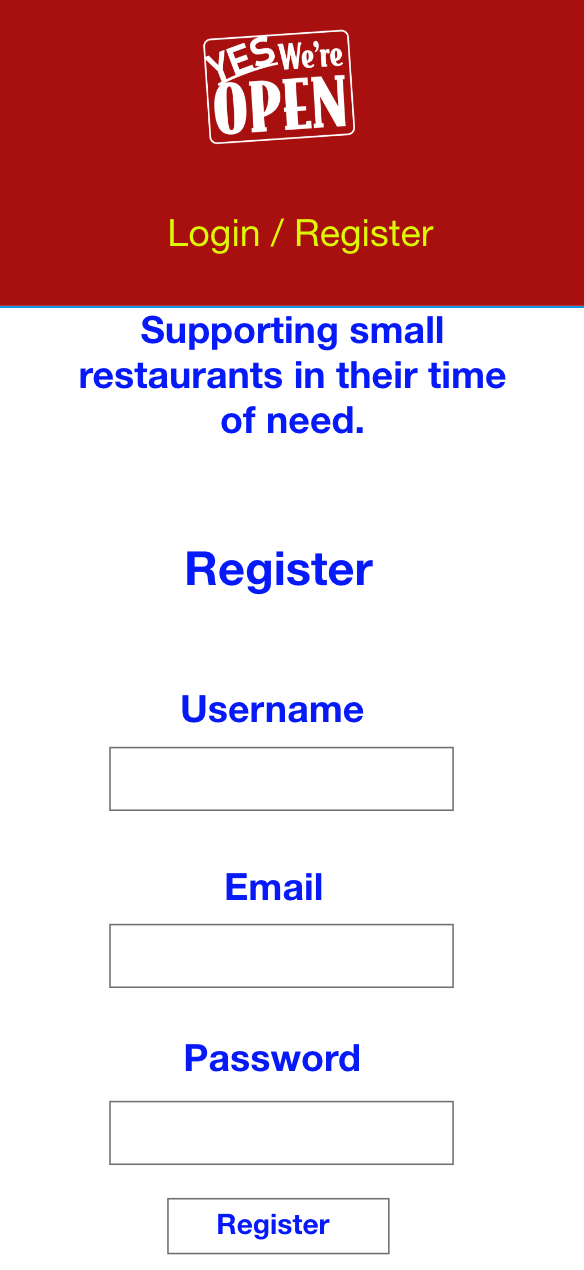 YES We're
OPEN
Login / Register
Supporting small
restaurants in their time
of need.
Register
Username
Email
Password
Register